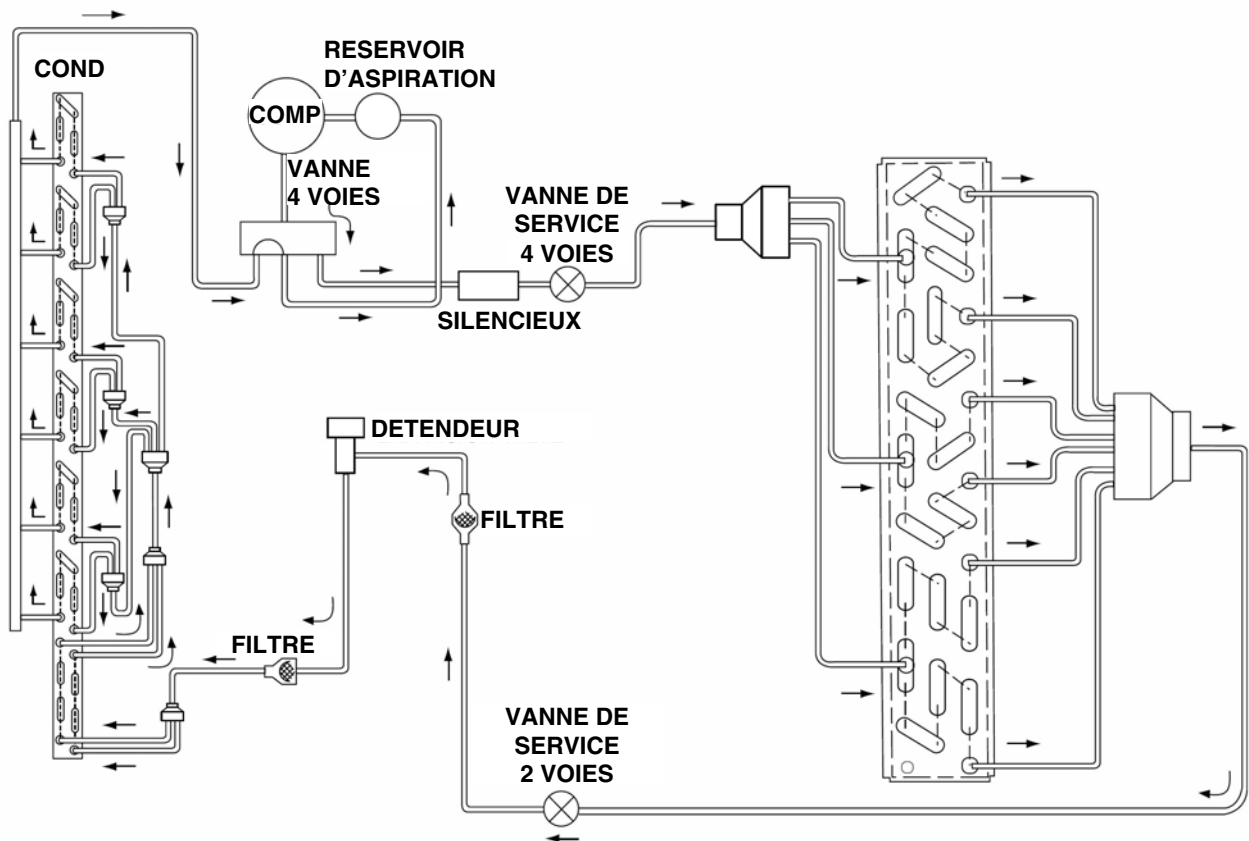 COND
RESERVOIR
D'ASPIRATION
COMP
VANNE
4 VOIES
VANNE DE
SERVICE
4 VOIES
SILENCIEUX
DETENDEUR
FILTRE
FILTRE
VANNE DE
SERVICE
2 VOIES